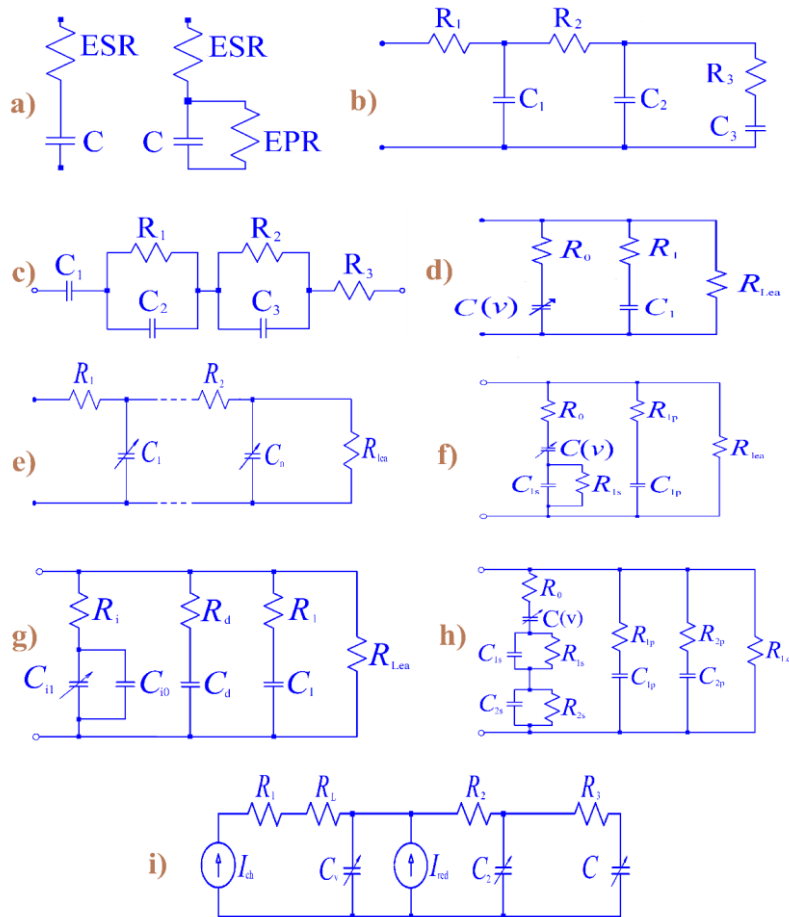 a)
ESR
C
ESR
C
EPR
b)
R1
R2
C1
C2
R3
C3
c)
C1
R1
C2
R2
C3
R3
d)
R0
C(v)
R1
C1
RLea
e)
R1
R2
C1
Cn
Rlea
f)
R0
C(v)
C1s
R1s
R1p
C1p
Rlea
g)
Ri
Ci1
Ci0
Rd
Cd
R1
C1
RLea
h)
R0
C(v)
C1s
R1s
C2s
R2s
R1p
C1p
R2p
C2p
i)
Ich
R1
RL
Cv
Ired
R2
C2
R3
C